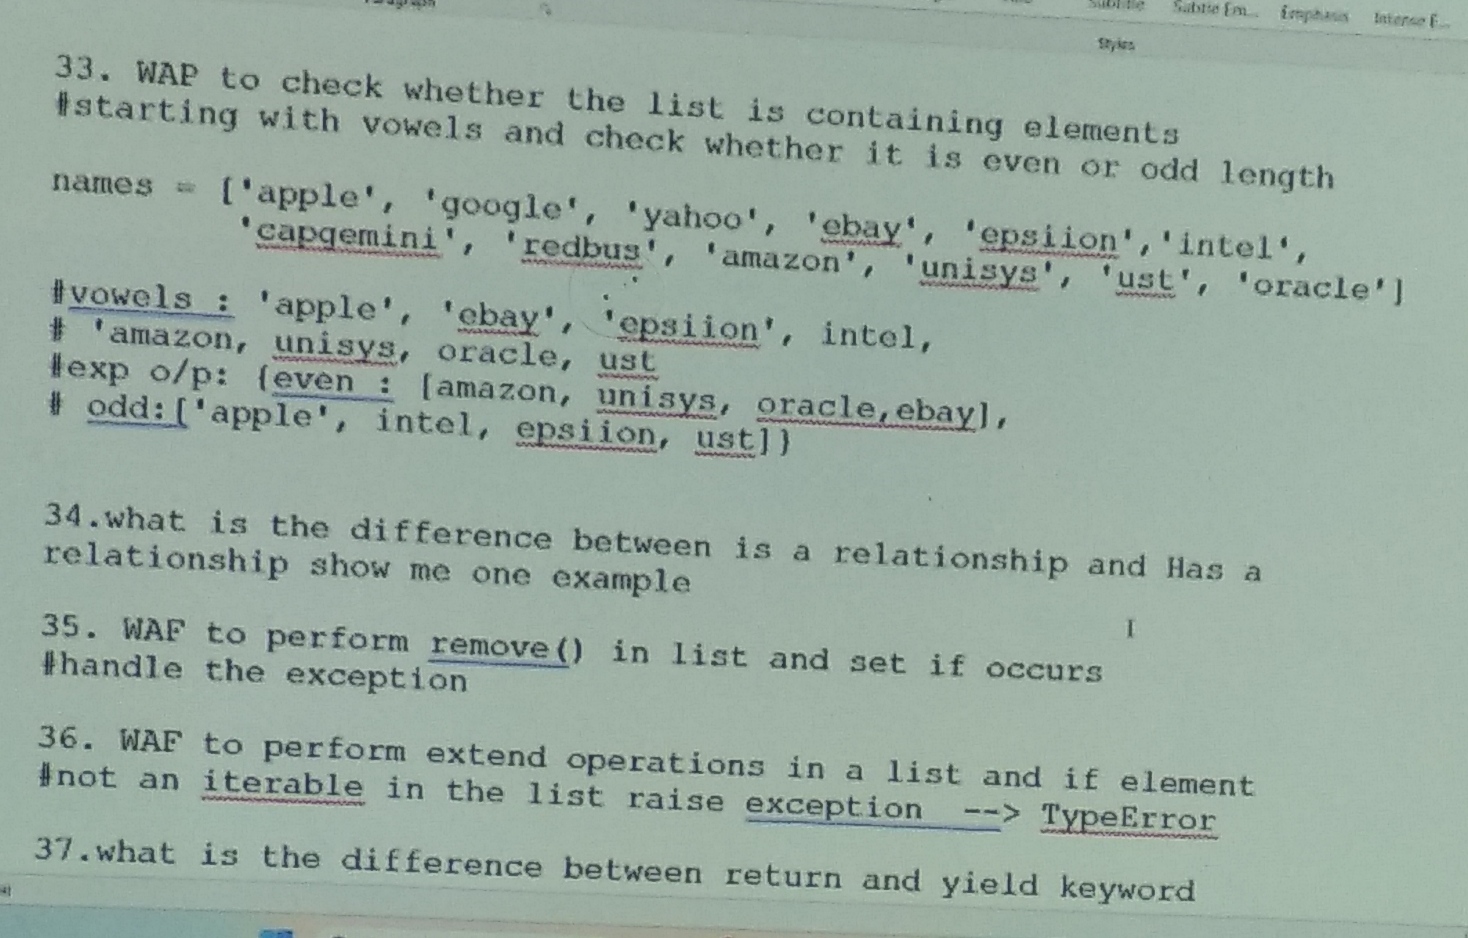 Paragraph
Subtle Em... Emphasis Intense E...
Styles
33. WAP to check whether the list is containing elements
#starting with vowels and check whether it is even or odd length
names = ['apple', 'google', 'yahoo', 'ebay', 'epsiion','intel',
'capgemini', 'redbus', 'amazon', 'unisys', 'ust', 'oracle']
#vowels : 'apple', 'ebay', 'epsiion', intel,
# 'amazon, unisys, oracle, ust
#exp o/p: {even : [amazon, unisys, oracle,ebay],
# odd:['apple', intel, epsiion, ust]}
34.what is the difference between is a relationship and Has a
relationship show me one example
35. WAF to perform remove() in list and set if occurs
#handle the exception
36. WAF to perform extend operations in a list and if element
#not an iterable in the list raise exception --> TypeError
37.what is the difference between return and yield keyword